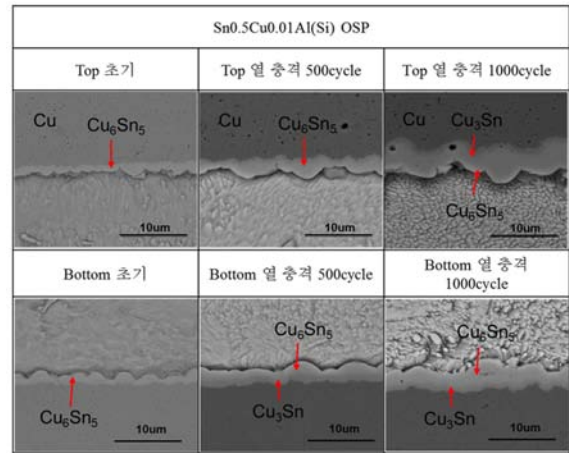 Sn0.5Cu0.01Al(Si) OSP
Top 초기
Top 열 충격 500cycle
Top 열 충격 1000cycle
Cu
Cu6Sn5
10um
Cu
Cu6Sn5
10um
Cu
Cu3Sn
Cu6Sn5
10um
Bottom 초기
Bottom 열 충격 500cycle
Bottom 열 충격
1000cycle
Cu6Sn5
10um
Cu6Sn5
Cu3Sn
10um
Cu6Sn5
Cu3Sn
10um